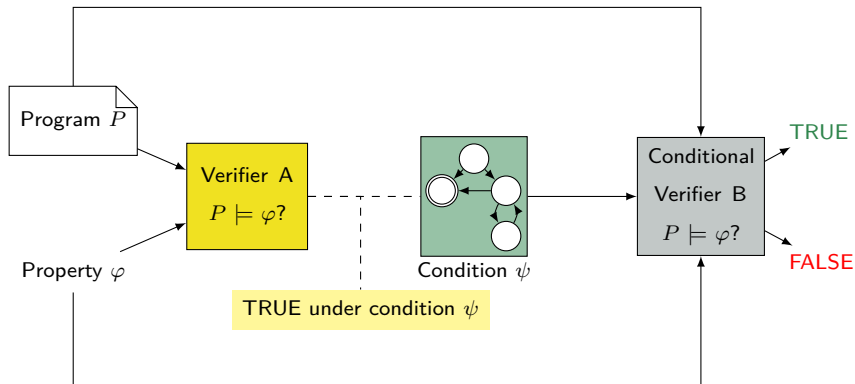 Program P
Verifier A
P ⊨ φ?
Property φ
TRUE under condition ψ
Condition ψ
Conditional
Verifier B
P ⊨ φ?
TRUE
FALSE